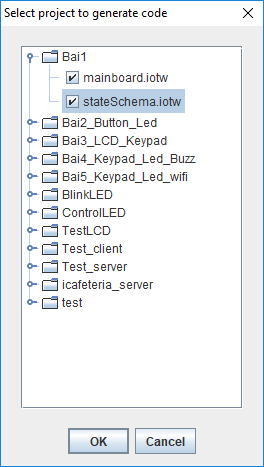 Select project to generate code
Bai1
mainboard.iotw
stateSchema.iotw
Bai2_Button_Led
Bai3_LCD_Keypad
Bai4_Keypad_Led_Buzz
Bai5_Keypad_Led_wifi
BlinkLED
ControlLED
TestLCD
Test_client
Test_server
icafeteria_server
test
OK
Cancel